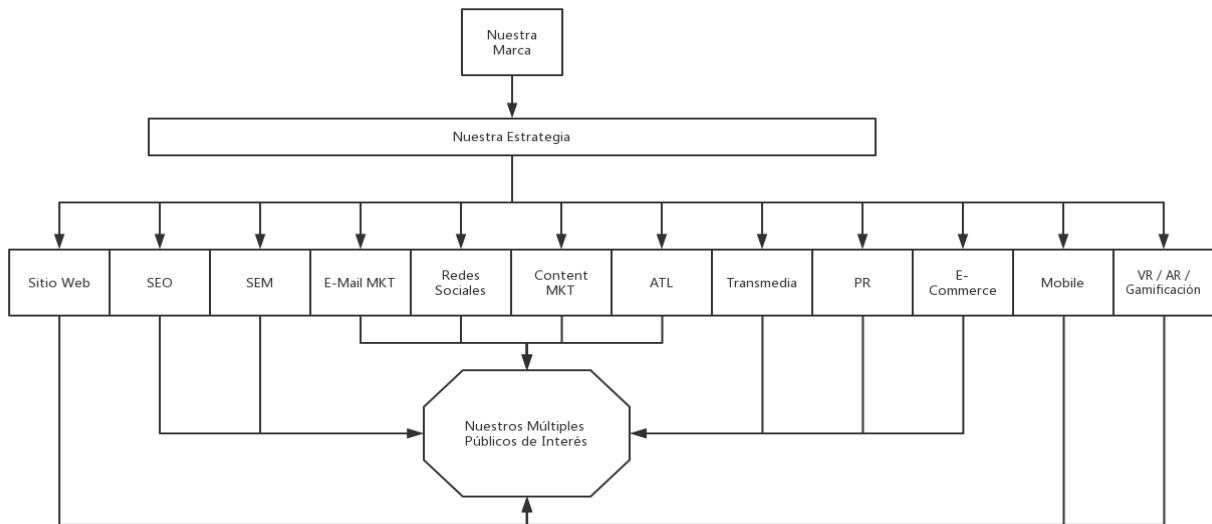 Nuestra
Marca
Nuestra Estrategia
Sitio Web
SEO
SEM
E-Mail MKT
Redes
Sociales
Content
MKT
ATL
Transmedia
PR
E-
Commerce
Mobile
VR / AR /
Gamificación
Nuestros Múltiples
Públicos de Interés